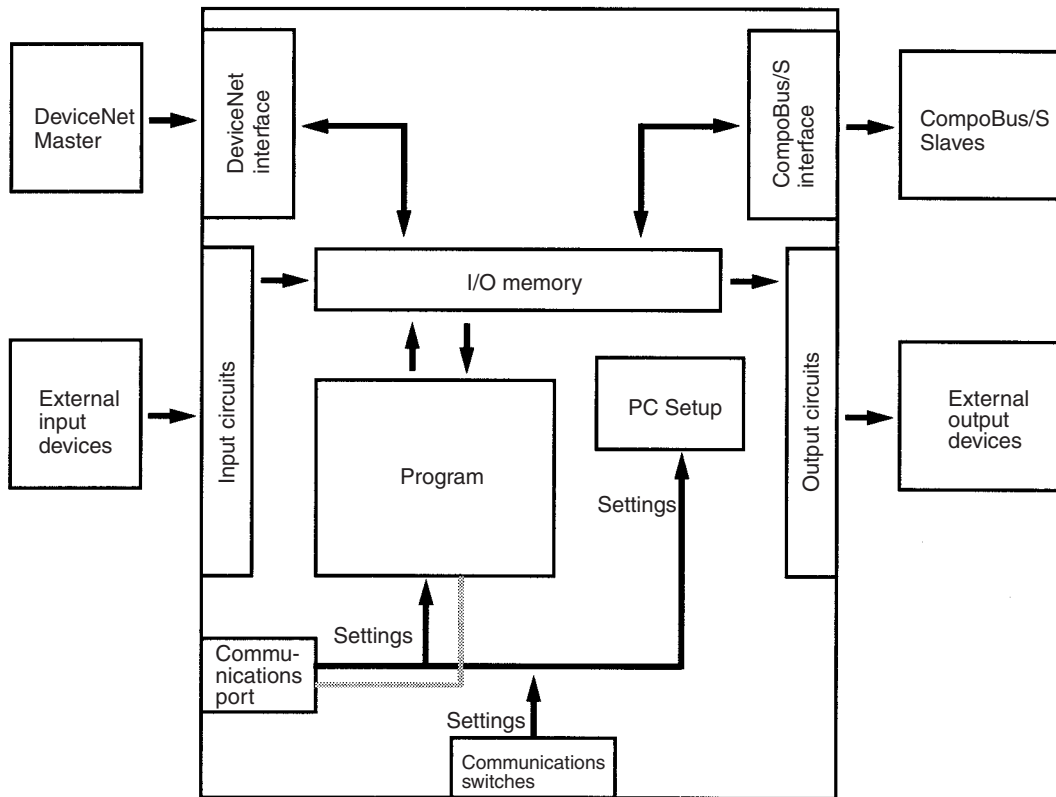 DeviceNet
Master
DeviceNet
interface
CompoBus/S
interface
CompoBus/S
Slaves
I/O memory
External
input
devices
Input circuits
Program
PC Setup
Output circuits
External
output
devices
Settings
Settings
Commu-
nications
port
Settings
Communications
switches